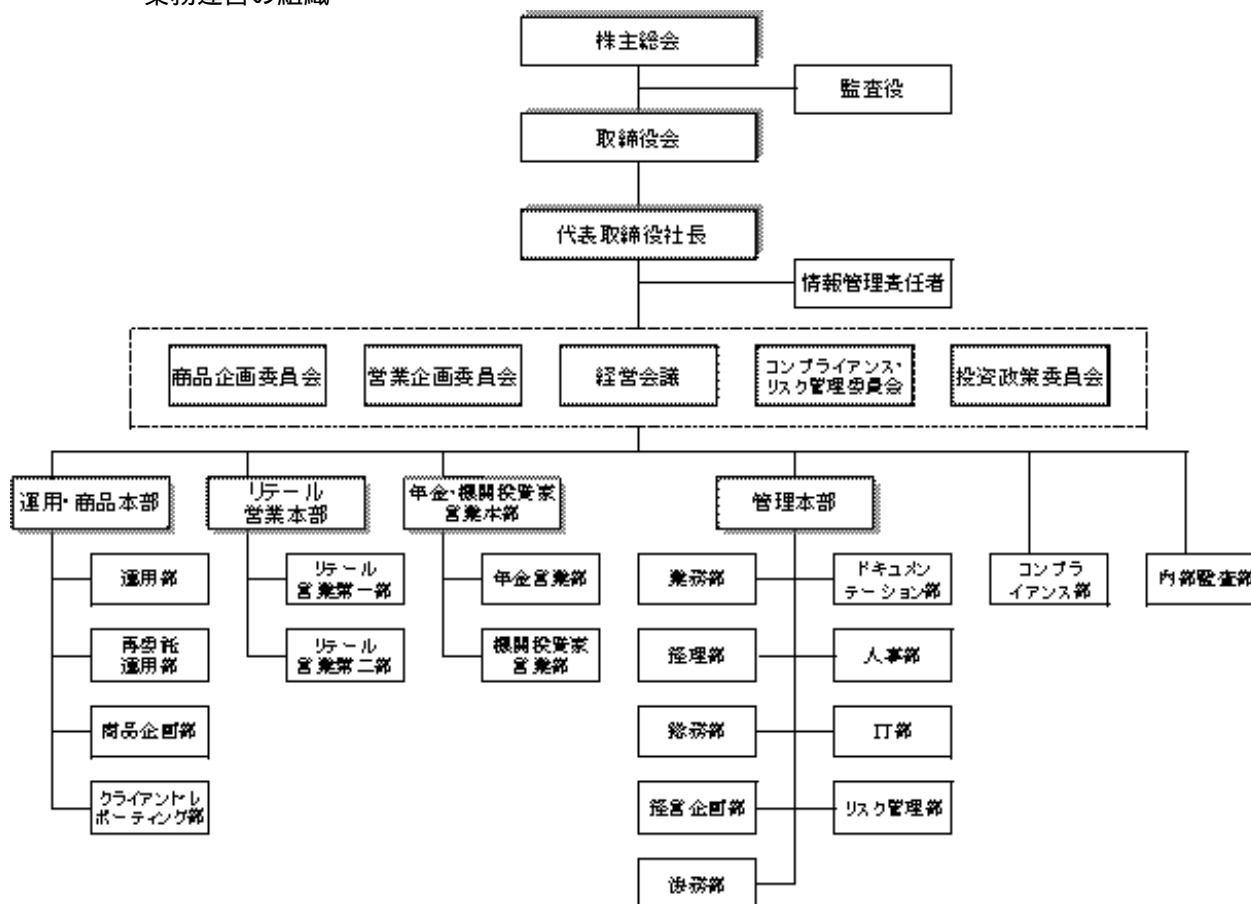 業務運営の組織
株主総会
監査役
取締役会
代表取締役社長
情報管理責任者
商品企画委員会
営業企画委員会
経営会議
コンプライアンス・
リスク管理委員会
投資政策委員会
運用・商品本部
リテール
営業本部
年金・機関投資家
営業本部
管理本部
運用部
リテール
営業第一部
年金営業部
業務部
ドキュメン
テーション部
コンプラ
イアンス部
内部監査部
再委託
運用部
リテール
営業第二部
機関投資家
営業部
経理部
人事部
商品企画部
総務部
IT部
クライアント・レ
ポーティング部
経営企画部
リスク管理部